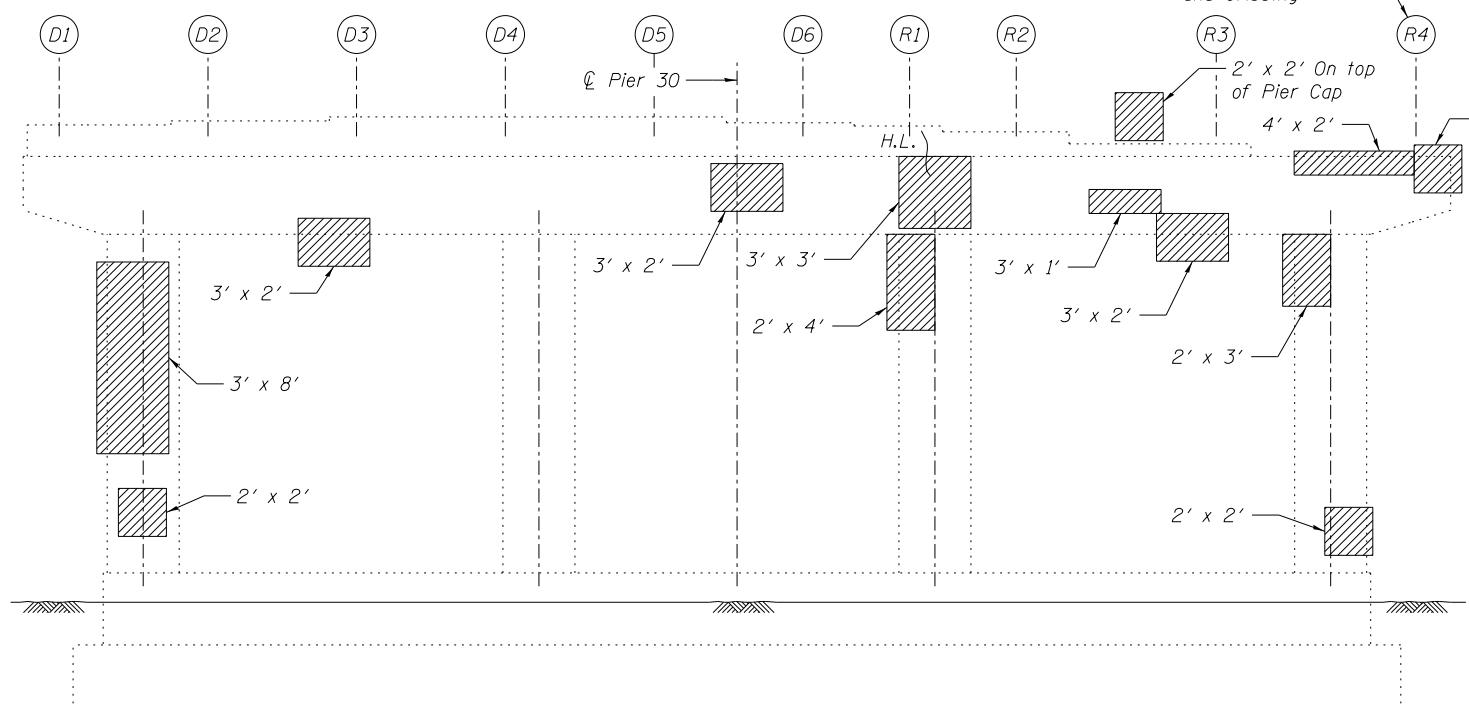 D1
D2
D3
D4
D5
D6
R1
R2
R3
R4
℄ Pier 30
2' x 2' On top
of Pier Cap
4' x 2'
H.L.
3' x 2'
3' x 2'
3' x 3'
3' x 1'
3' x 2'
2' x 4'
2' x 3'
3' x 8'
2' x 2'
2' x 2'